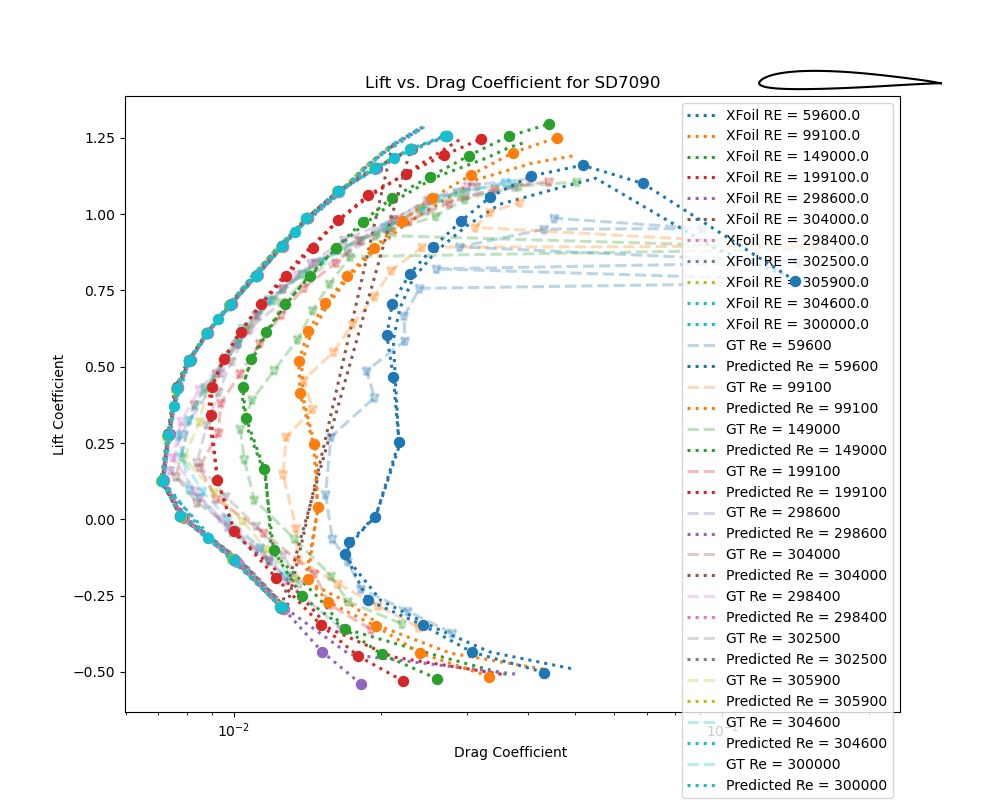 Lift vs. Drag Coefficient for SD7090
XFoil RE = 59600.0
XFoil RE = 99100.0
XFoil RE = 149000.0
XFoil RE = 199100.0
XFoil RE = 298600.0
XFoil RE = 304000.0
XFoil RE = 298400.0
XFoil RE = 302500.0
XFoil RE = 305900.0
XFoil RE = 304600.0
XFoil RE = 300000.0
GT Re = 59600
Predicted Re = 59600
GT Re = 99100
Predicted Re = 99100
GT Re = 149000
Predicted Re = 149000
GT Re = 199100
Predicted Re = 199100
GT Re = 298600
Predicted Re = 298600
GT Re = 304000
Predicted Re = 304000
GT Re = 298400
Predicted Re = 298400
GT Re = 302500
Predicted Re = 302500
GT Re = 305900
Predicted Re = 305900
GT Re = 304600
Predicted Re = 304600
GT Re = 300000
Predicted Re = 300000
1.25
1.00
0.75
0.50
0.25
0.00
−0.25
−0.50
Lift Coefficient
10⁻²
10⁻¹
Drag Coefficient